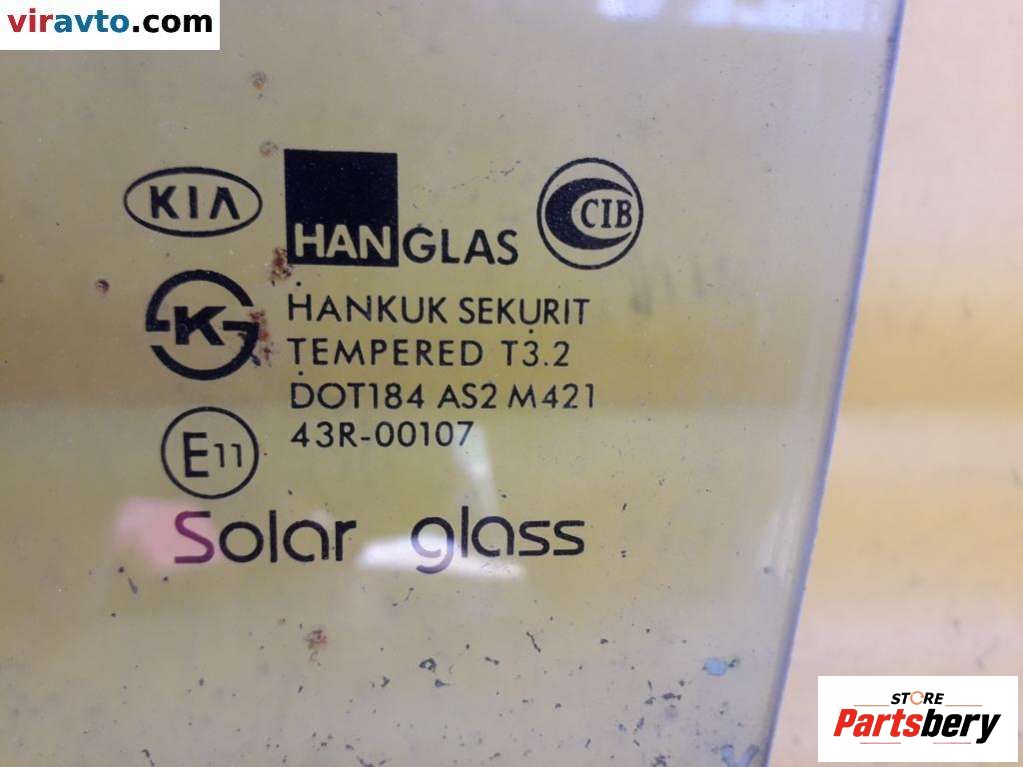 viravto.com
KIA
HANGLAS
CIB
K
HANKUK SEKURIT
TEMPERED T3.2
DOT184 AS2 M421
43R-00107
E11
Solar glass
STORE
Partsbery